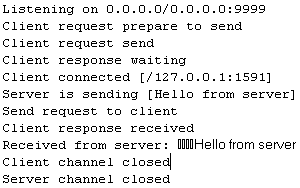 Listening on 0.0.0.0/0.0.0.0:9999
Client request prepare to send
Client request send
Client response waiting
Client connected [/127.0.0.1:1591]
Server is sending [Hello from server]
Send request to client
Client response received
Received from server: ▯▯▯▯Hello from server
Client channel closed
Server channel closed